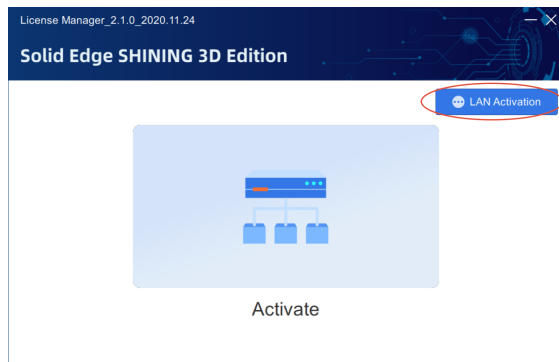 License Manager_2.1.0_2020.11.24
Solid Edge SHINING 3D Edition
LAN Activation
Activate